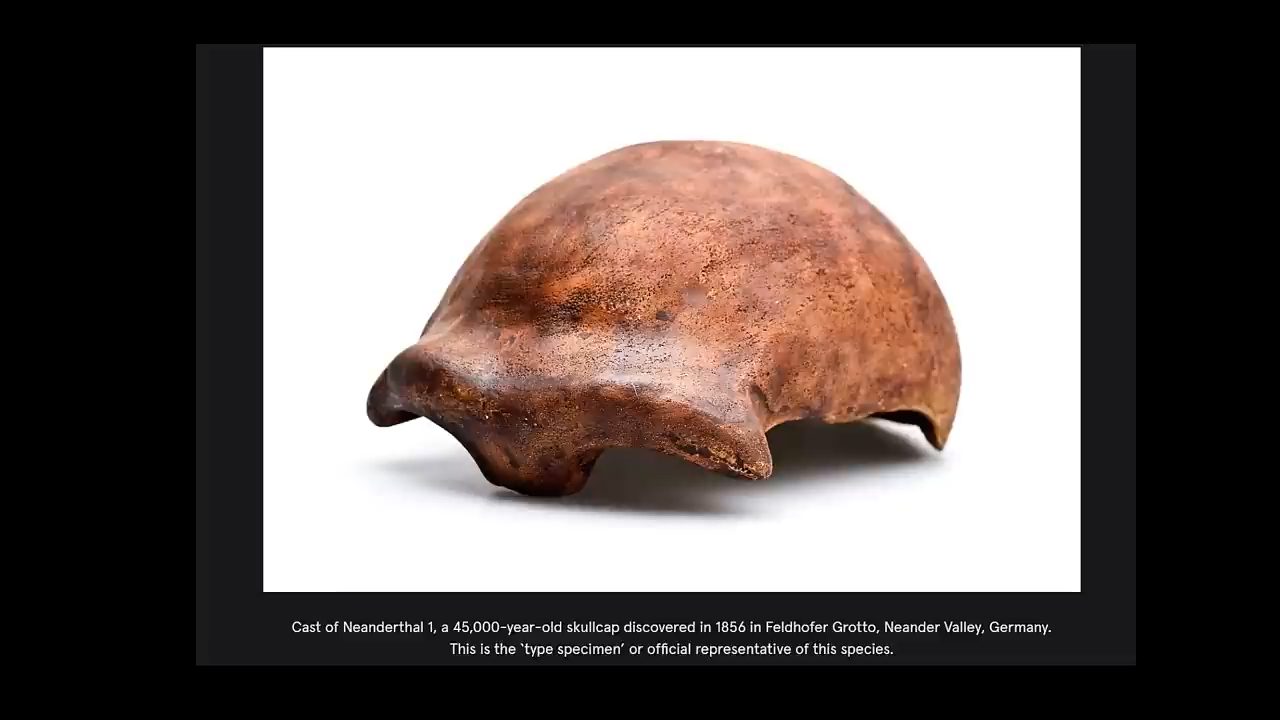 Cast of Neanderthal 1, a 45,000-year-old skullcap discovered in 1856 in Feldhofer Grotto, Neander Valley, Germany.
This is the ‘type specimen’ or official representative of this species.